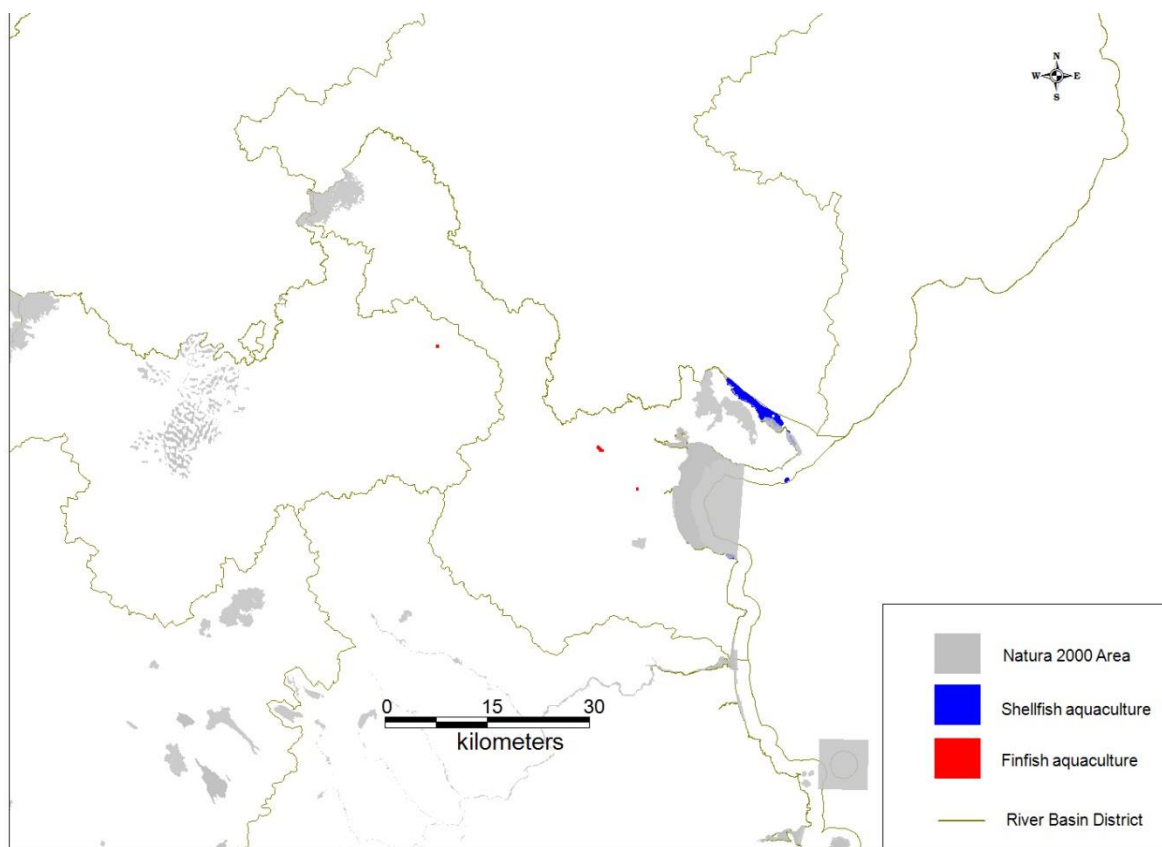 N
W E
S
0 15 30
kilometers
Natura 2000 Area
Shellfish aquaculture
Finfish aquaculture
River Basin District